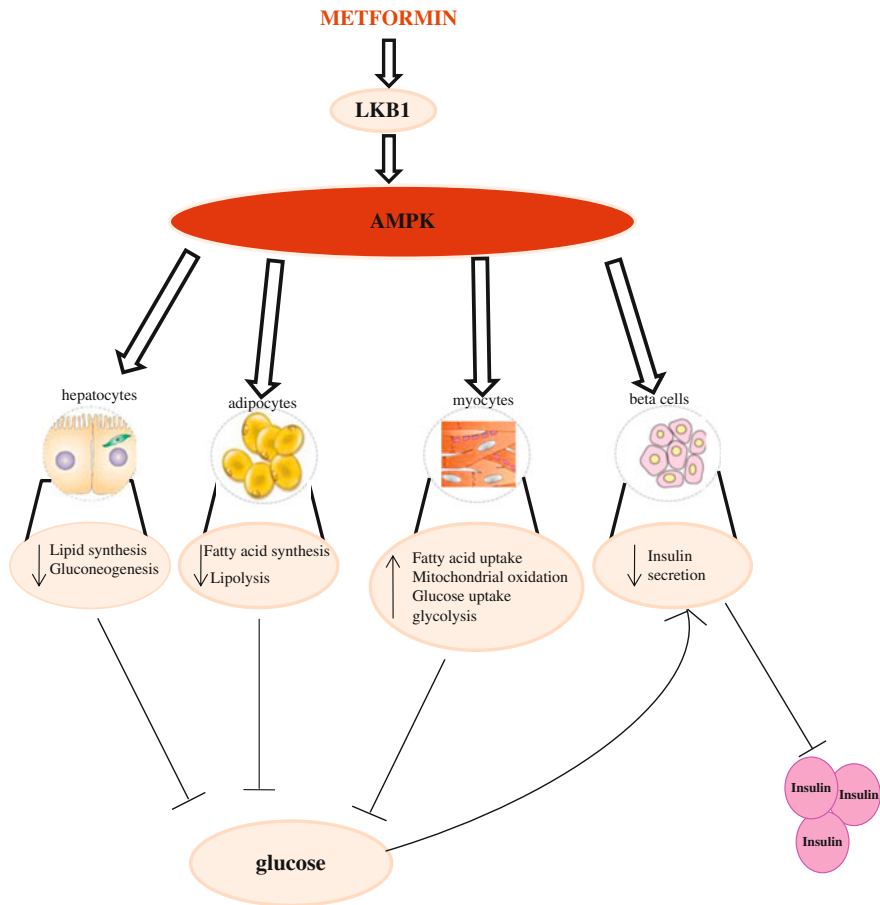 METFORMIN
LKB1
AMPK
hepatocytes
adipocytes
myocytes
beta cells
Lipid synthesis
Gluconeogenesis
Fatty acid synthesis
Lipolysis
Fatty acid uptake
Mitochondrial oxidation
Glucose uptake
glycolysis
Insulin
secretion
Insulin
Insulin
Insulin
glucose